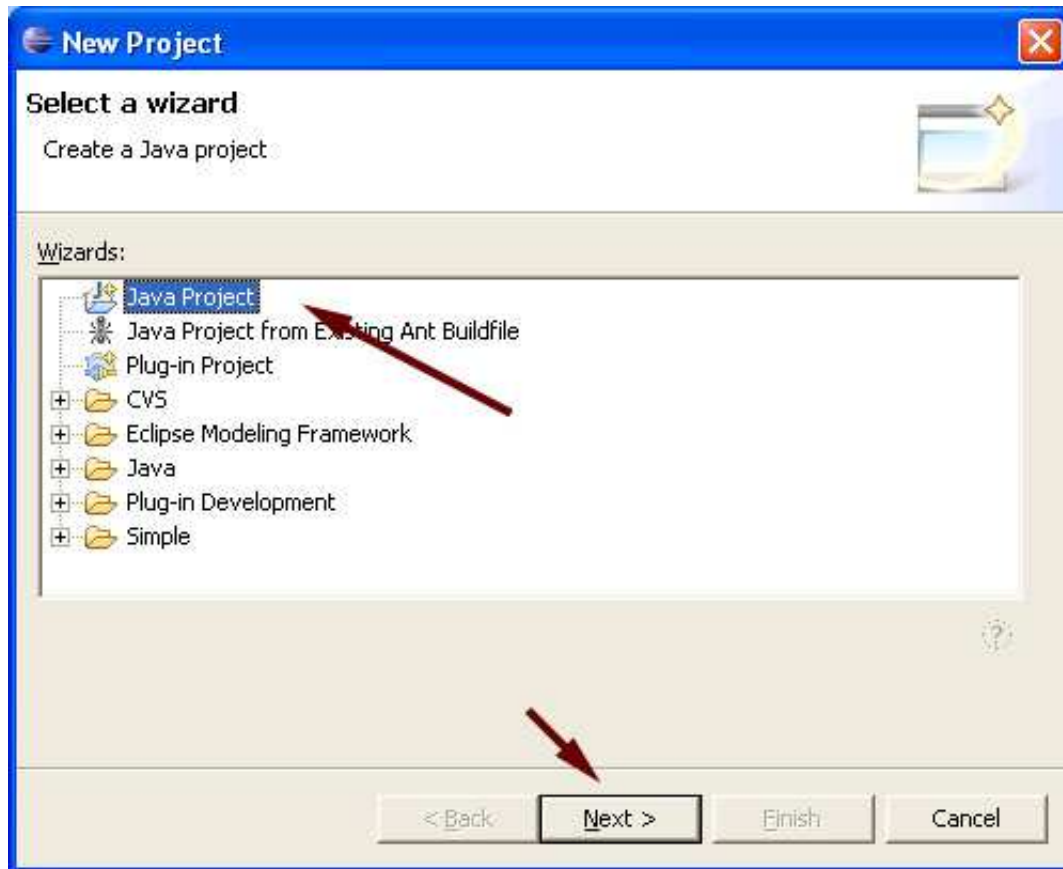 New Project
Select a wizard
Create a Java project
Wizards:
Java Project
Java Project from Existing Ant Buildfile
Plug-in Project
CVS
Eclipse Modeling Framework
Java
Plug-in Development
Simple
?
< Back Next > Finish Cancel